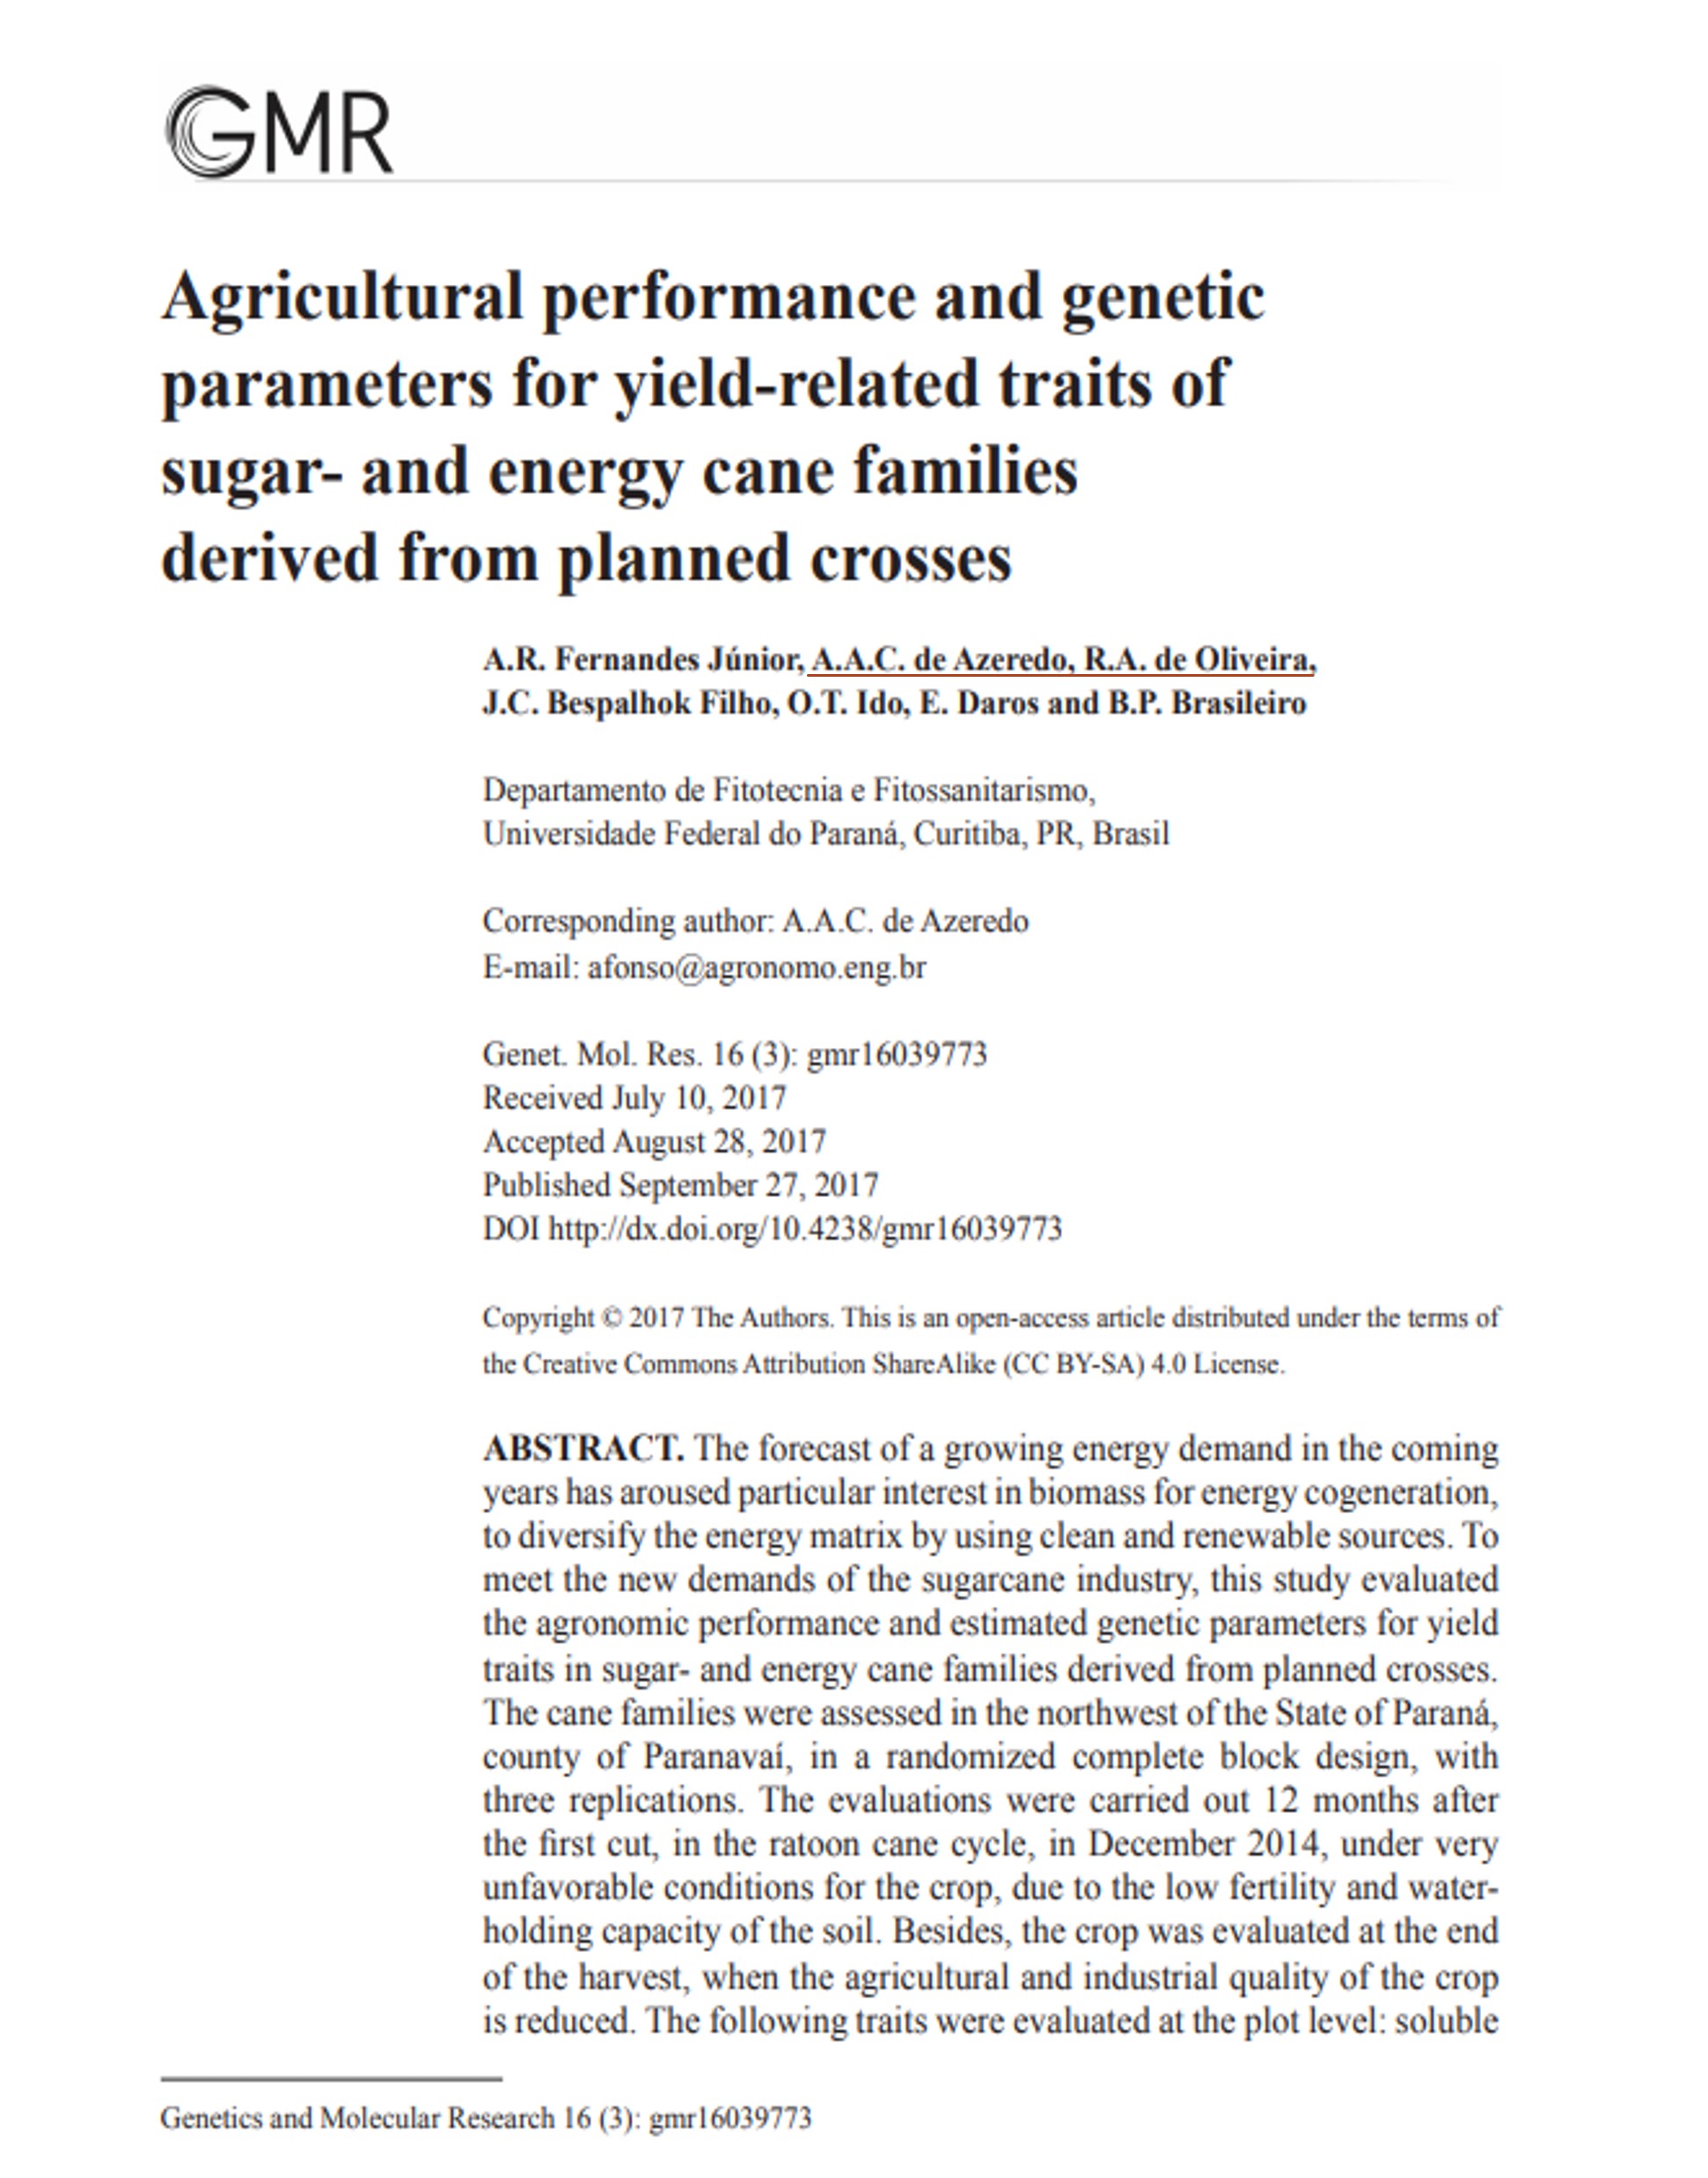 GMR
Agricultural performance and genetic
parameters for yield-related traits of
sugar- and energy cane families
derived from planned crosses
A.R. Fernandes Júnior, A.A.C. de Azeredo, R.A. de Oliveira,
J.C. Bespalhok Filho, O.T. Ido, E. Daros and B.P. Brasileiro
Departamento de Fitotecnia e Fitossanitarismo,
Universidade Federal do Paraná, Curitiba, PR, Brasil
Corresponding author: A.A.C. de Azeredo
E-mail: afonso@agronomo.eng.br
Genet. Mol. Res. 16 (3): gmr16039773
Received July 10, 2017
Accepted August 28, 2017
Published September 27, 2017
DOI http://dx.doi.org/10.4238/gmr16039773
Copyright © 2017 The Authors. This is an open-access article distributed under the terms of
the Creative Commons Attribution ShareAlike (CC BY-SA) 4.0 License.
ABSTRACT. The forecast of a growing energy demand in the coming
years has aroused particular interest in biomass for energy cogeneration,
to diversify the energy matrix by using clean and renewable sources. To
meet the new demands of the sugarcane industry, this study evaluated
the agronomic performance and estimated genetic parameters for yield
traits in sugar- and energy cane families derived from planned crosses.
The cane families were assessed in the northwest of the State of Paraná,
county of Paranavaí, in a randomized complete block design, with
three replications. The evaluations were carried out 12 months after
the first cut, in the ratoon cane cycle, in December 2014, under very
unfavorable conditions for the crop, due to the low fertility and water-
holding capacity of the soil. Besides, the crop was evaluated at the end
of the harvest, when the agricultural and industrial quality of the crop
is reduced. The following traits were evaluated at the plot level: soluble
Genetics and Molecular Research 16 (3): gmr16039773